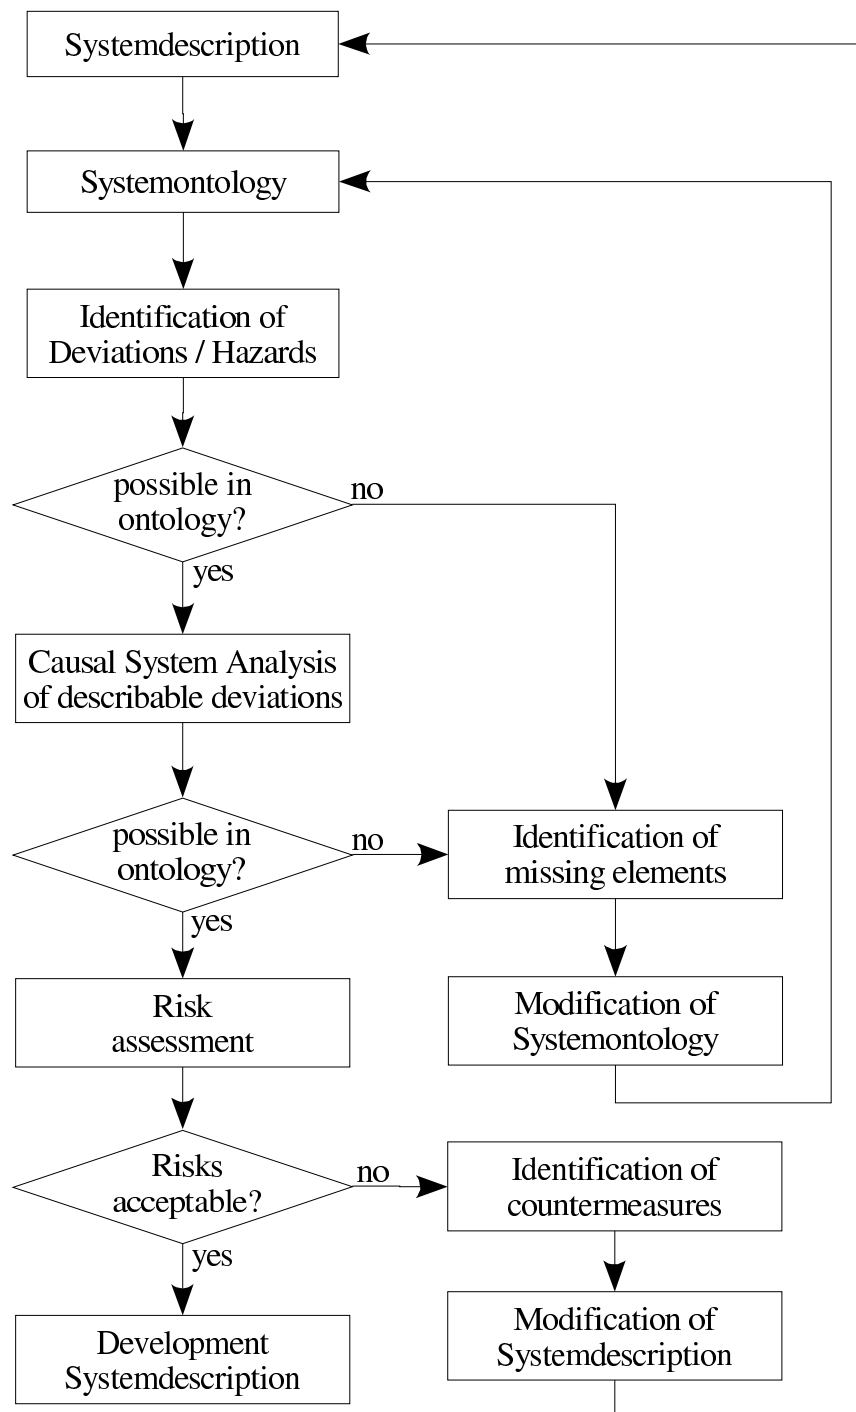 Systemdescription
Systemontology
Identification of
Deviations / Hazards
possible in
ontology?
no
yes
Causal System Analysis
of describable deviations
possible in
ontology?
no
yes
Identification of
missing elements
Risk
assessment
Modification of
Systemontology
Risks
acceptable?
no
yes
Identification of
countermeasures
Development
Systemdescription
Modification of
Systemdescription